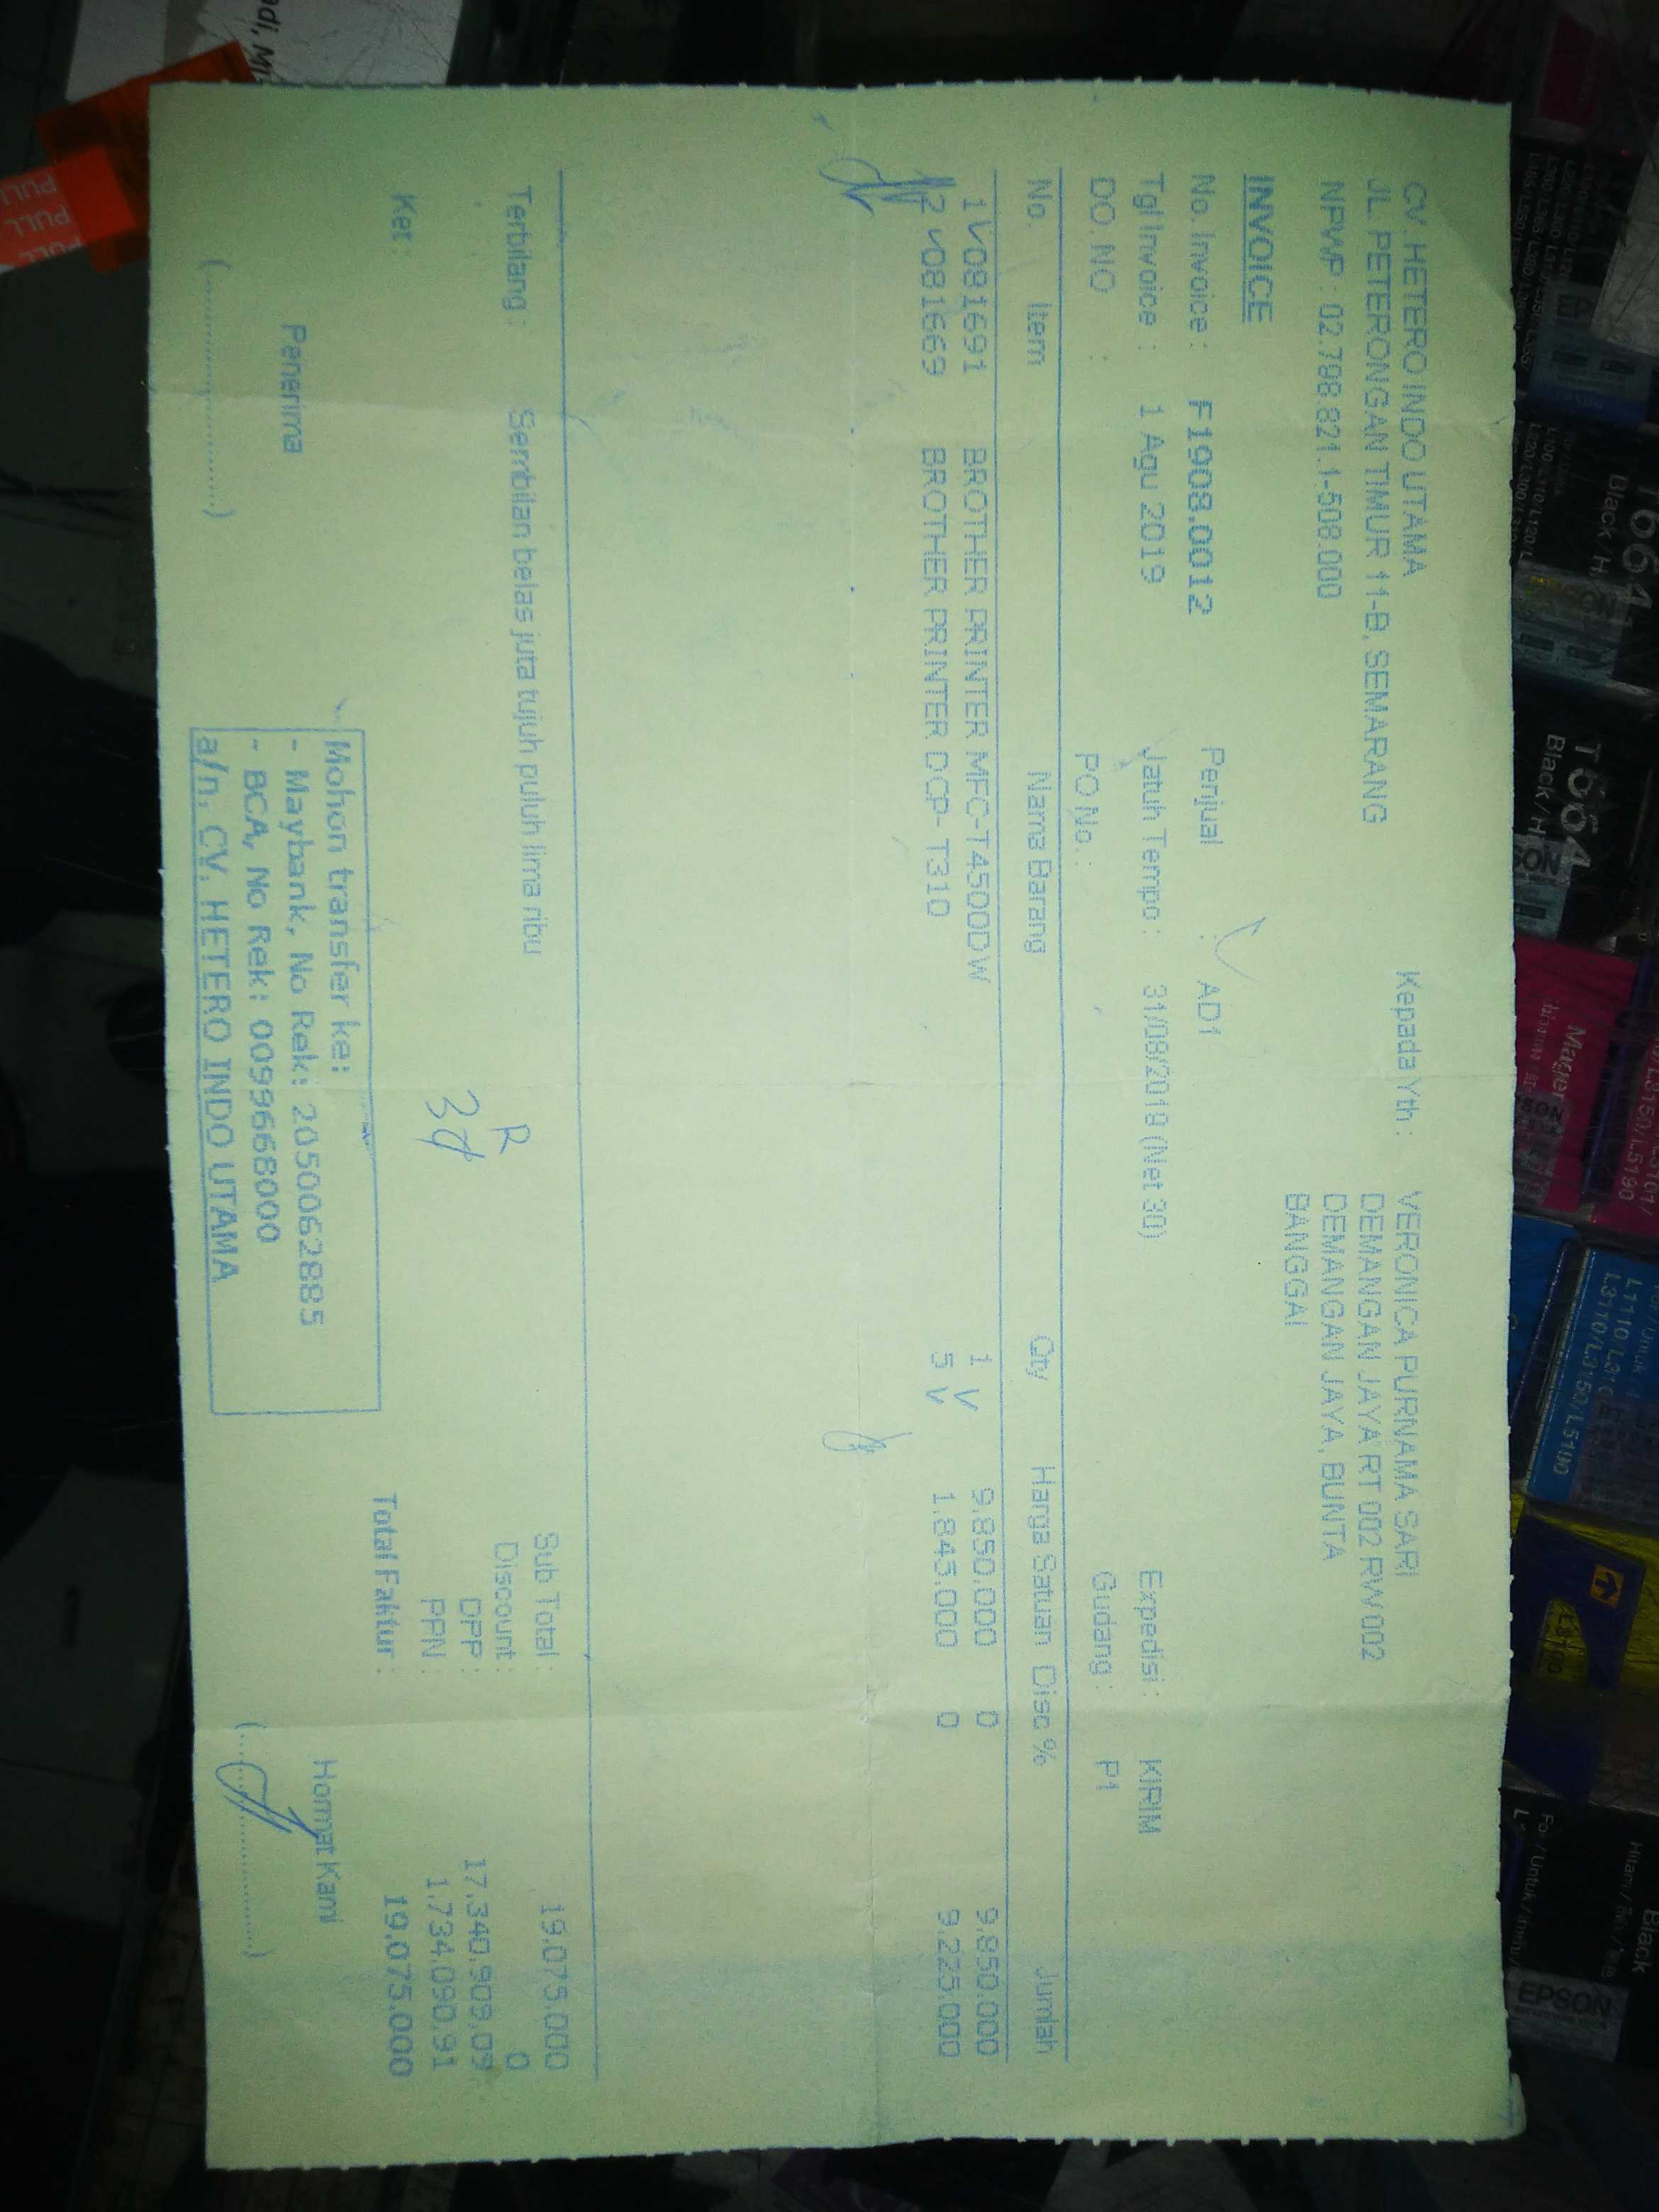 CV. HETERO INDO UTAMA
JL. PETERONGAN TIMUR 11-B, SEMARANG
NPWP : 02.798.821.1-508.000
Kepada Yth : VERONICA PURNAMA SARI
DEMANGAN JAYA RT 002 RW 002
DEMANGAN JAYA, BUNTA
BANGGAI
INVOICE
No. Invoice : F1908.0012 Penjual : AD1
Tgl Invoice : 1 Agu 2019 Jatuh Tempo : 31/08/2019 (Net 30) Expedisi : KIRIM
DO. NO : PO No. : Gudang : P1
No. Item Nama Barang Qty Harga Satuan Disc % Jumlah
1 081691 BROTHER PRINTER MFC-T4500DW 1 9.850.000 0 9.850.000
2 081669 BROTHER PRINTER DCP- T310 5 1.845.000 0 9.225.000
Terbilang : Sembilan belas juta tujuh puluh lima ribu
Sub Total : 19.075.000
Discount : 0
DPP : 17.340.909,09
PPN : 1.734.090,91
Total Faktur : 19.075.000
Ket :
Penerima
(....................)
Mohon transfer ke:
- Maybank, No Rek: 2050062885
- BCA, No Rek: 0099668000
a/n. CV. HETERO INDO UTAMA
Hormat Kami
(....................)
T664
Black/H
Black
EPSON
PULL
PULL
PULL